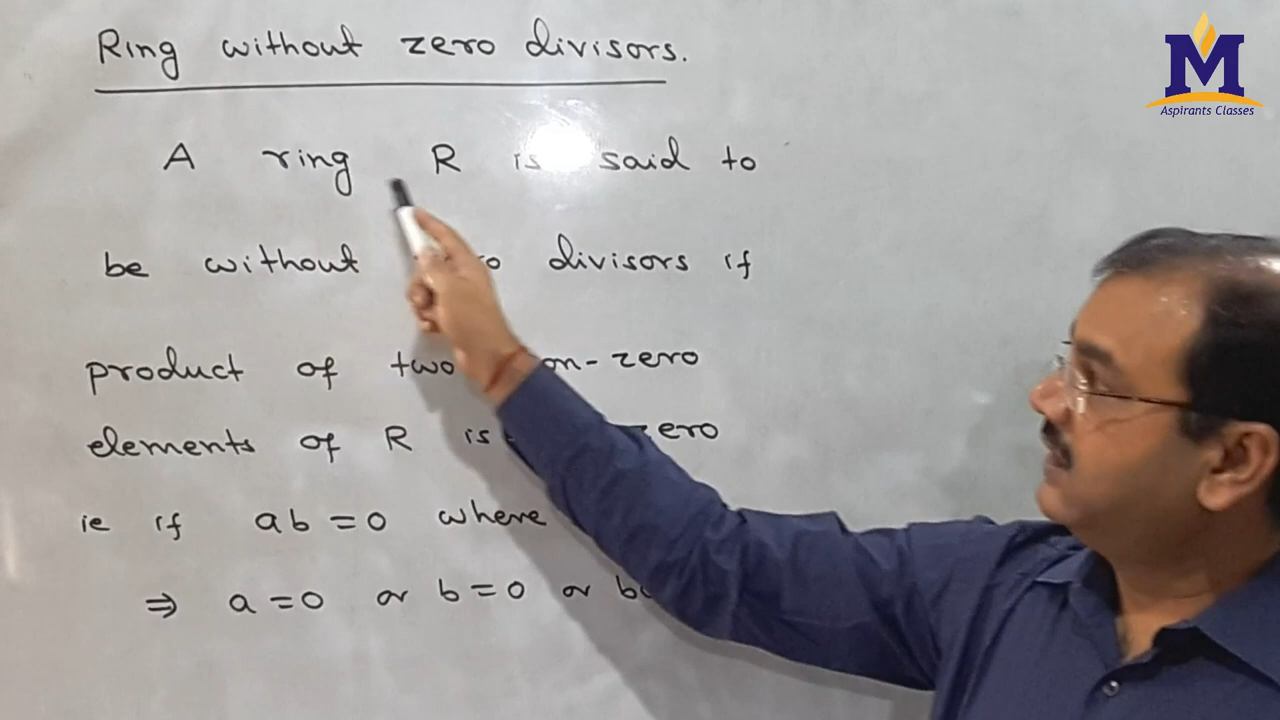 Ring without zero divisors.
M
Aspirants Classes
A ring R is said to
be without divisors if
product of two zero
elements of R is zero
ie if ab = 0 where
⇒ a = 0 or b = 0 or